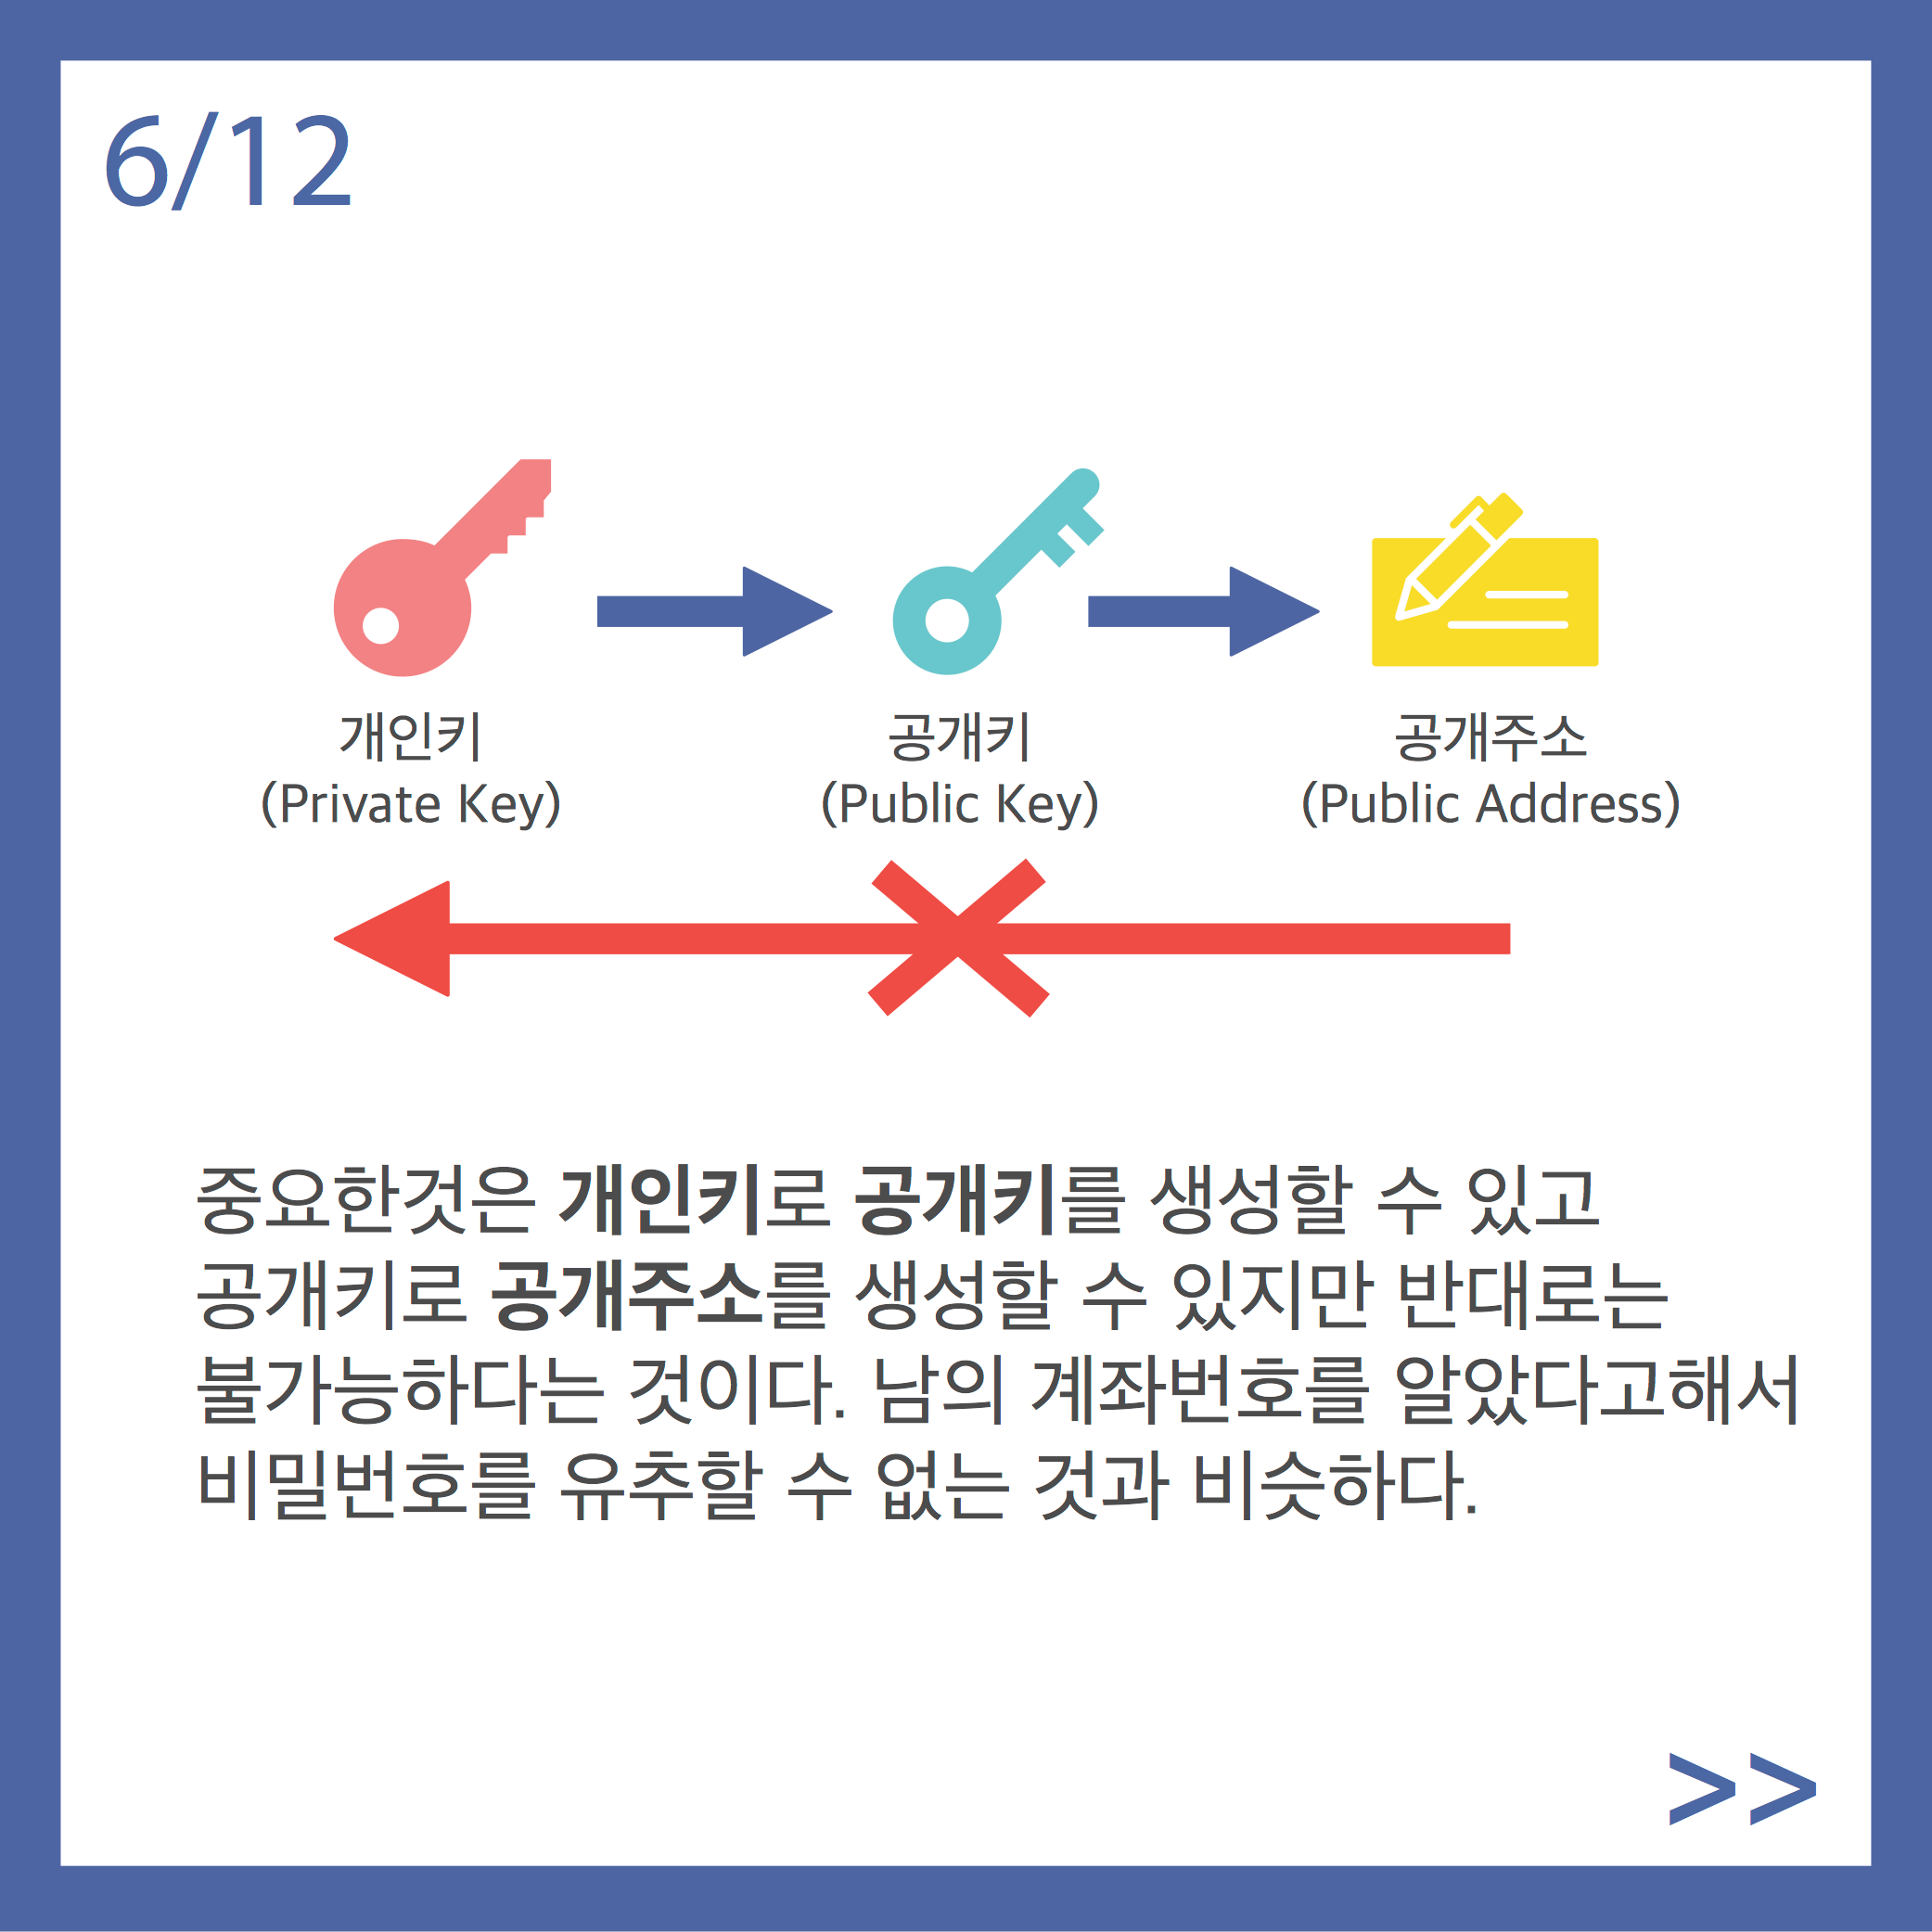 6/12
개인키
(Private Key)
공개키
(Public Key)
공개주소
(Public Address)
중요한것은 개인키로 공개키를 생성할 수 있고
공개키로 공개주소를 생성할 수 있지만 반대로는
불가능하다는 것이다. 남의 계좌번호를 알았다고해서
비밀번호를 유추할 수 없는 것과 비슷하다.
>>